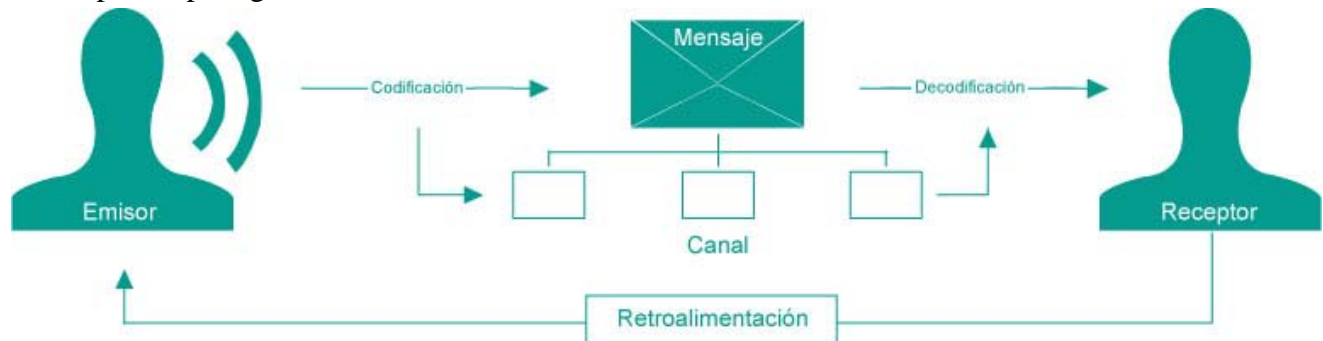 Mensaje
Codificación
Decodificación
Emisor
Receptor
Canal
Retroalimentación